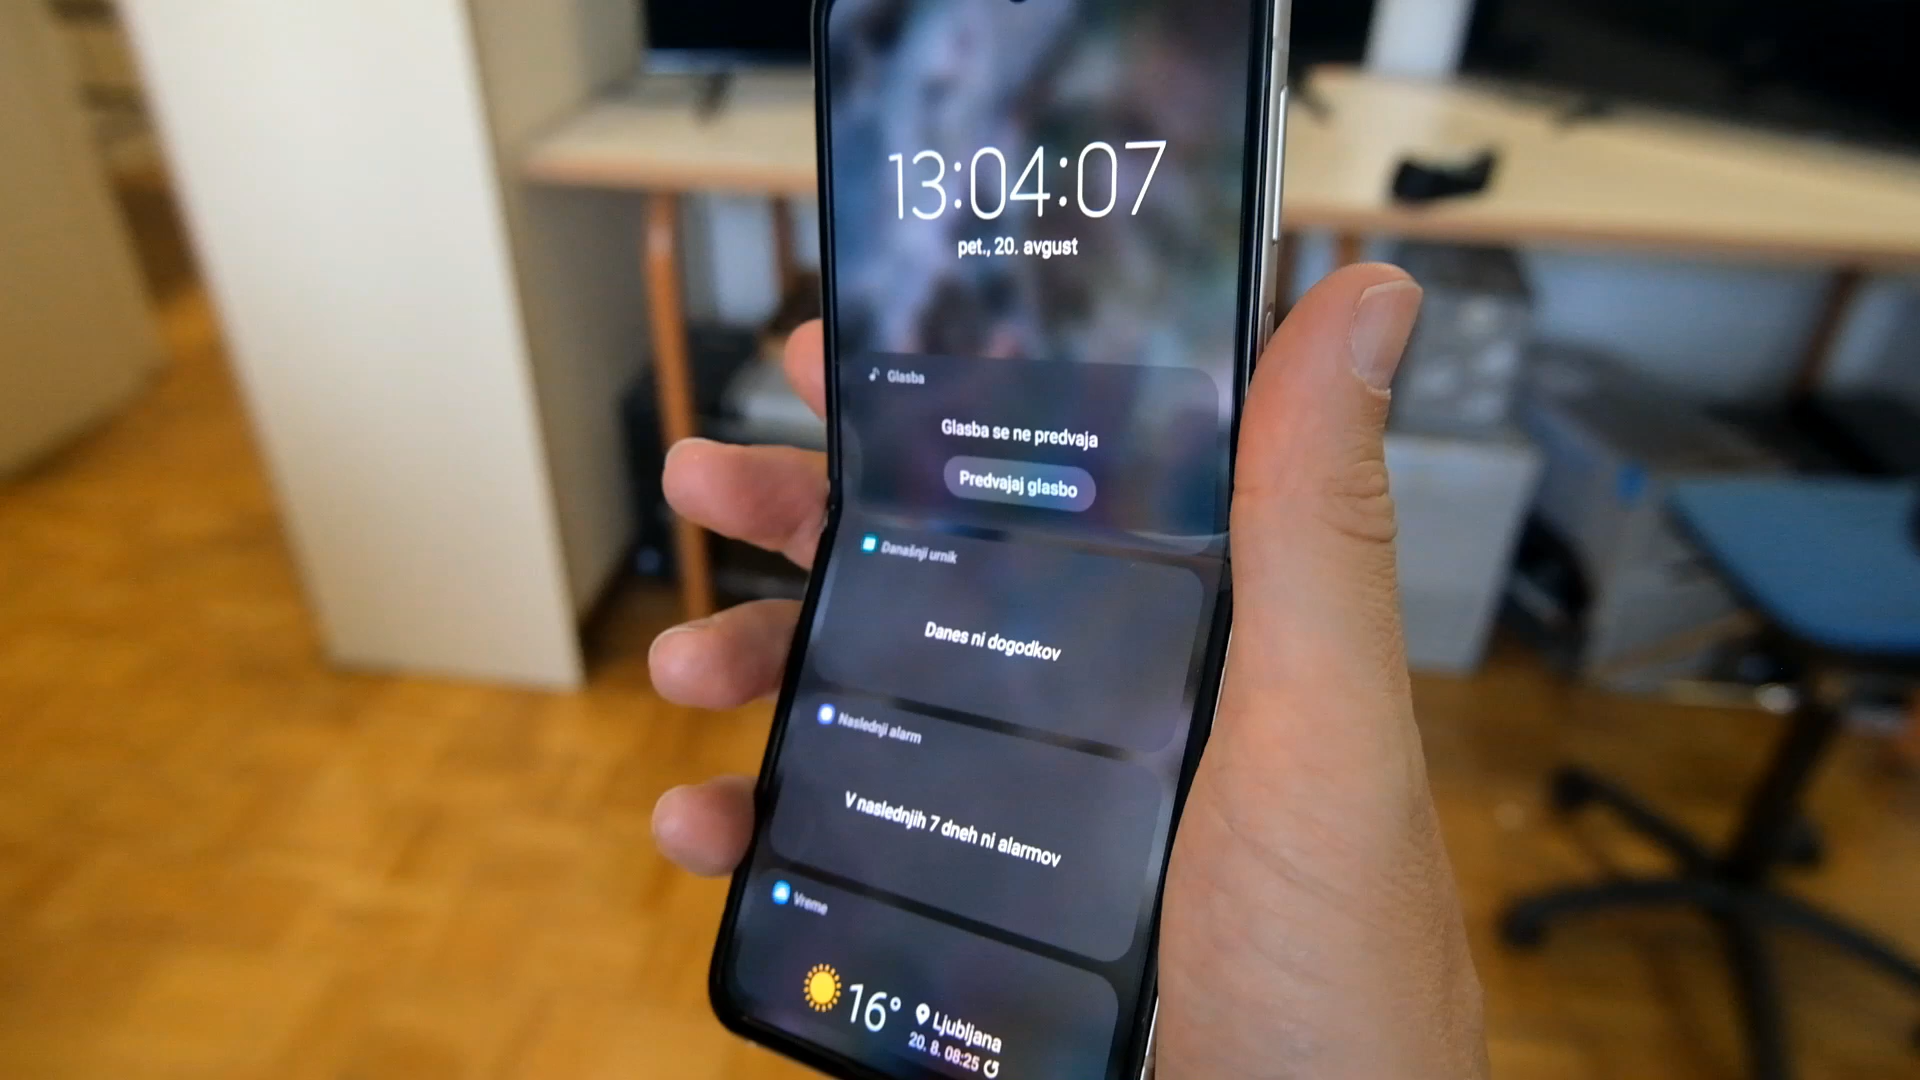 13:04:07
pet., 20. avgust
Glasba
Glasba se ne predvaja
Predvajaj glasbo
Današnji urnik
Danes ni dogodkov
Naslednji alarm
V naslednjih 7 dneh ni alarmov
Vreme
16°
Ljubljana
20. 8. 08:25